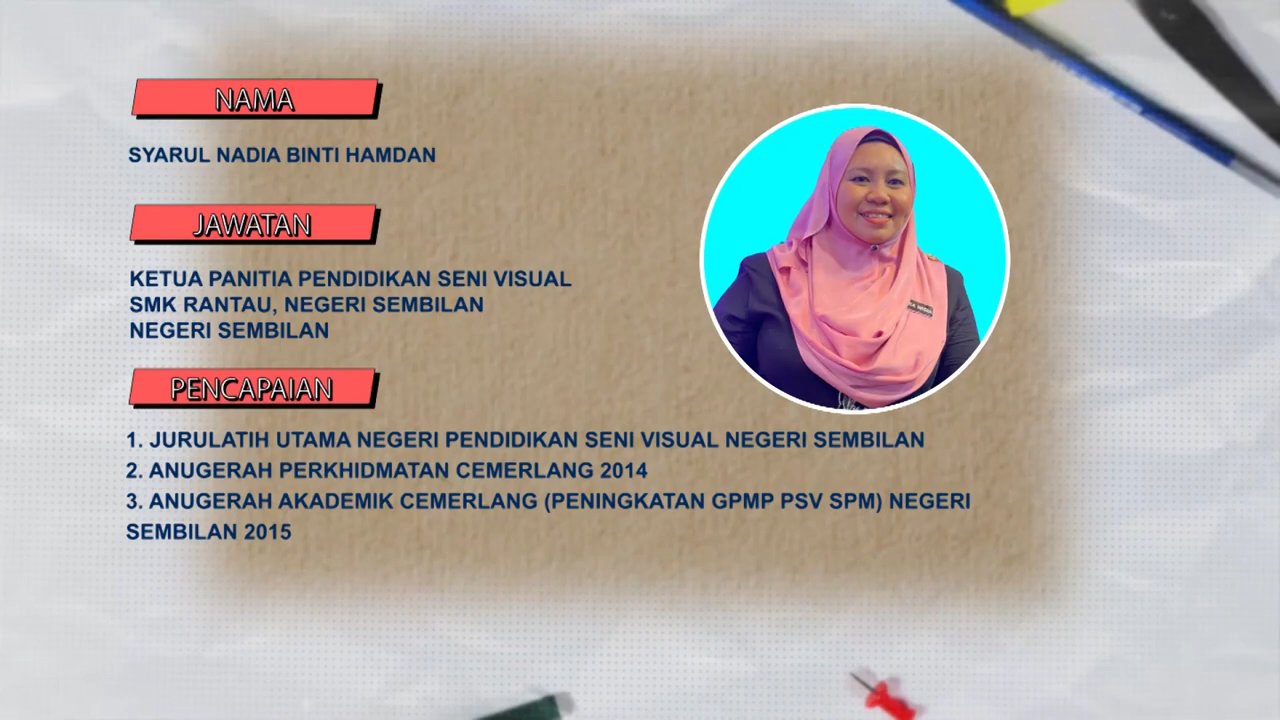 NAMA
SYARUL NADIA BINTI HAMDAN
JAWATAN
KETUA PANITIA PENDIDIKAN SENI VISUAL
SMK RANTAU, NEGERI SEMBILAN
NEGERI SEMBILAN
PENCAPAIAN
1. JURULATIH UTAMA NEGERI PENDIDIKAN SENI VISUAL NEGERI SEMBILAN
2. ANUGERAH PERKHIDMATAN CEMERLANG 2014
3. ANUGERAH AKADEMIK CEMERLANG (PENINGKATAN GPMP PSV SPM) NEGERI
SEMBILAN 2015